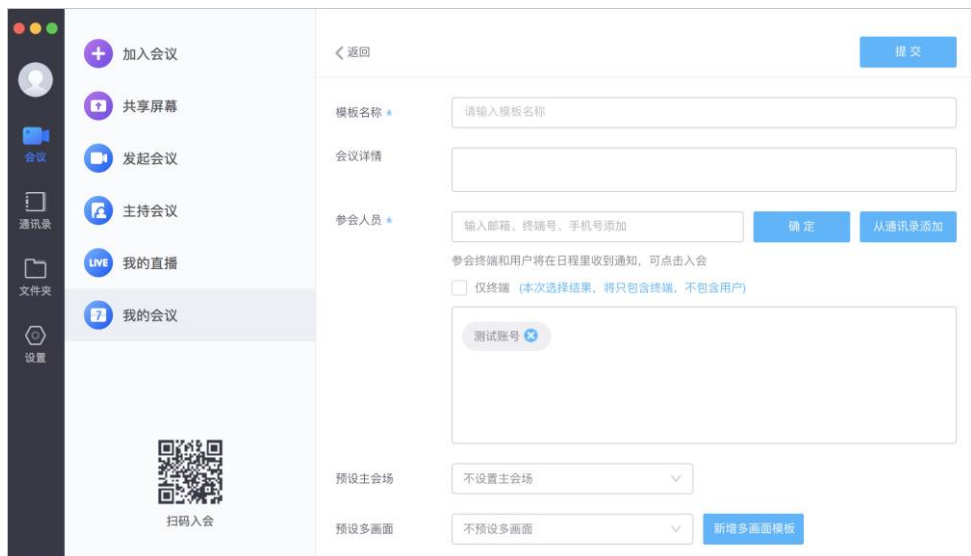 会议
通讯录
文件夹
设置
加入会议
共享屏幕
发起会议
主持会议
LIVE 我的直播
7 我的会议
扫码入会
返回 提交
模板名称 * 请输入模板名称
会议详情
参会人员 * 输入邮箱、终端号、手机号添加 确定 从通讯录添加
参会终端和用户将在日程里收到通知，可点击入会
仅终端 (本次选择结果，将只包含终端，不包含用户)
测试账号
预设主会场 不设置主会场
预设多画面 不预设多画面 新增多画面模板